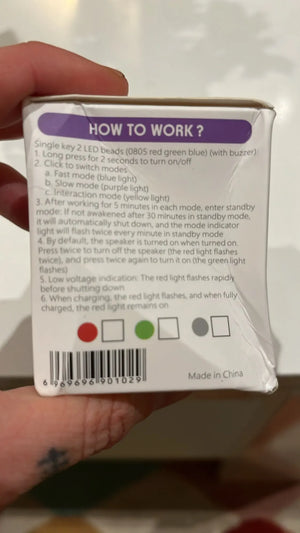 HOW TO WORK ?
Single key 2 LED beads (0805 red green blue) (with buzzer)
1. Long press for 2 seconds to turn on/off
2. Click to switch modes
a. Fast mode (blue light)
b. Slow mode (purple light)
c. Interaction mode (yellow light)
3. After working for 5 minutes in each mode, enter standby
mode: If not awakened after 30 minutes in standby mode,
it will automatically shut down, and the mode indicator
light will flash twice every minute in standby mode
4. By default, the speaker is turned on when turned on.
Press twice to turn off the speaker (the red light flashes
twice), and press twice again to turn it on (the green light
flashes)
5. Low voltage indication: The red light flashes rapidly
before shutting down
6. When charging, the red light flashes, and when fully
charged, the red light remains on
6 969696 901029
Made in China